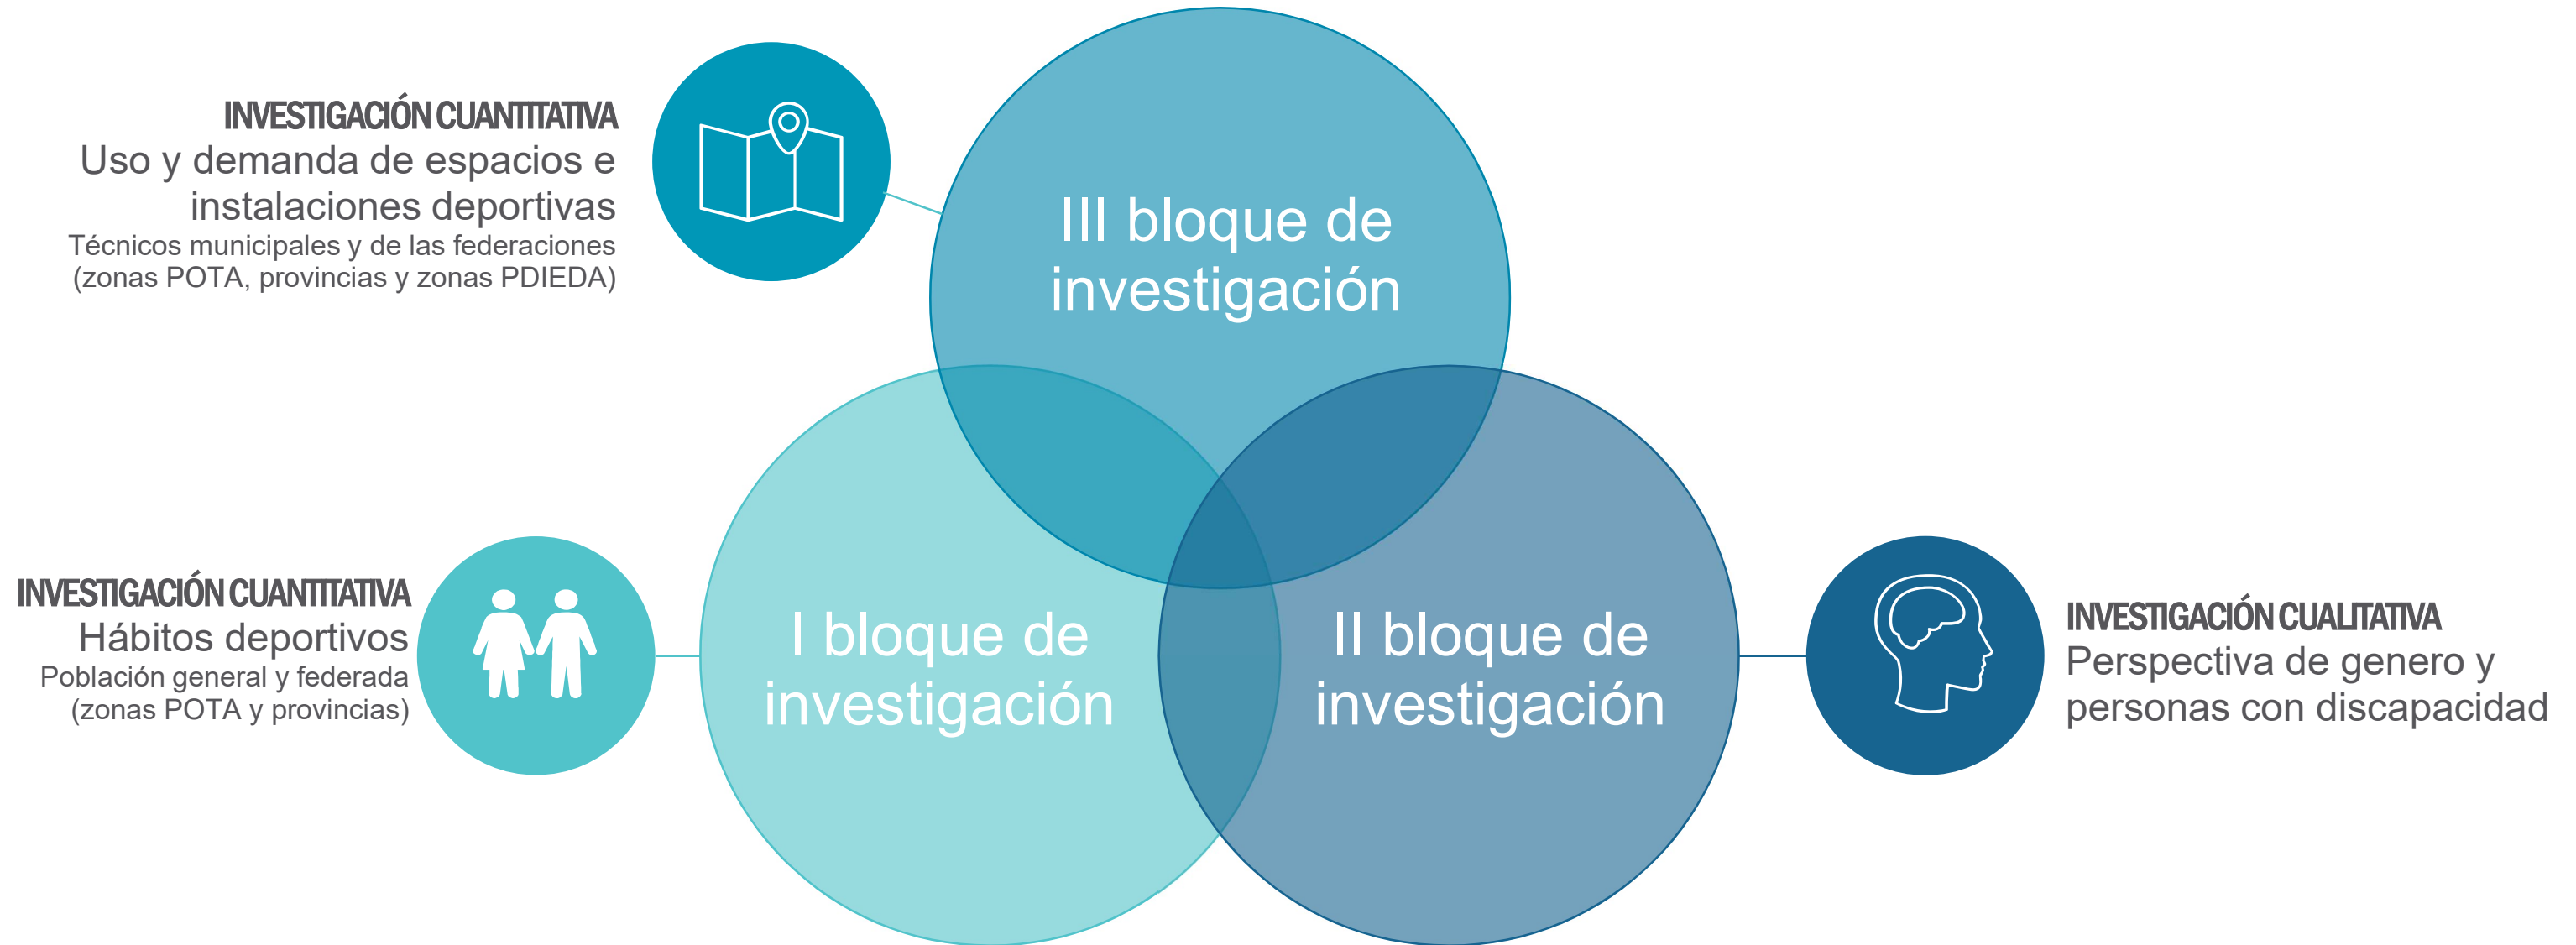 INVESTIGACIÓN CUANTITATIVA
Uso y demanda de espacios e
instalaciones deportivas
Técnicos municipales y de las federaciones
(zonas POTA, provincias y zonas PDIEDA)
III bloque de
investigación
INVESTIGACIÓN CUANTITATIVA
Hábitos deportivos
Población general y federada
(zonas POTA y provincias)
I bloque de
investigación
II bloque de
investigación
INVESTIGACIÓN CUALITATIVA
Perspectiva de genero y
personas con discapacidad